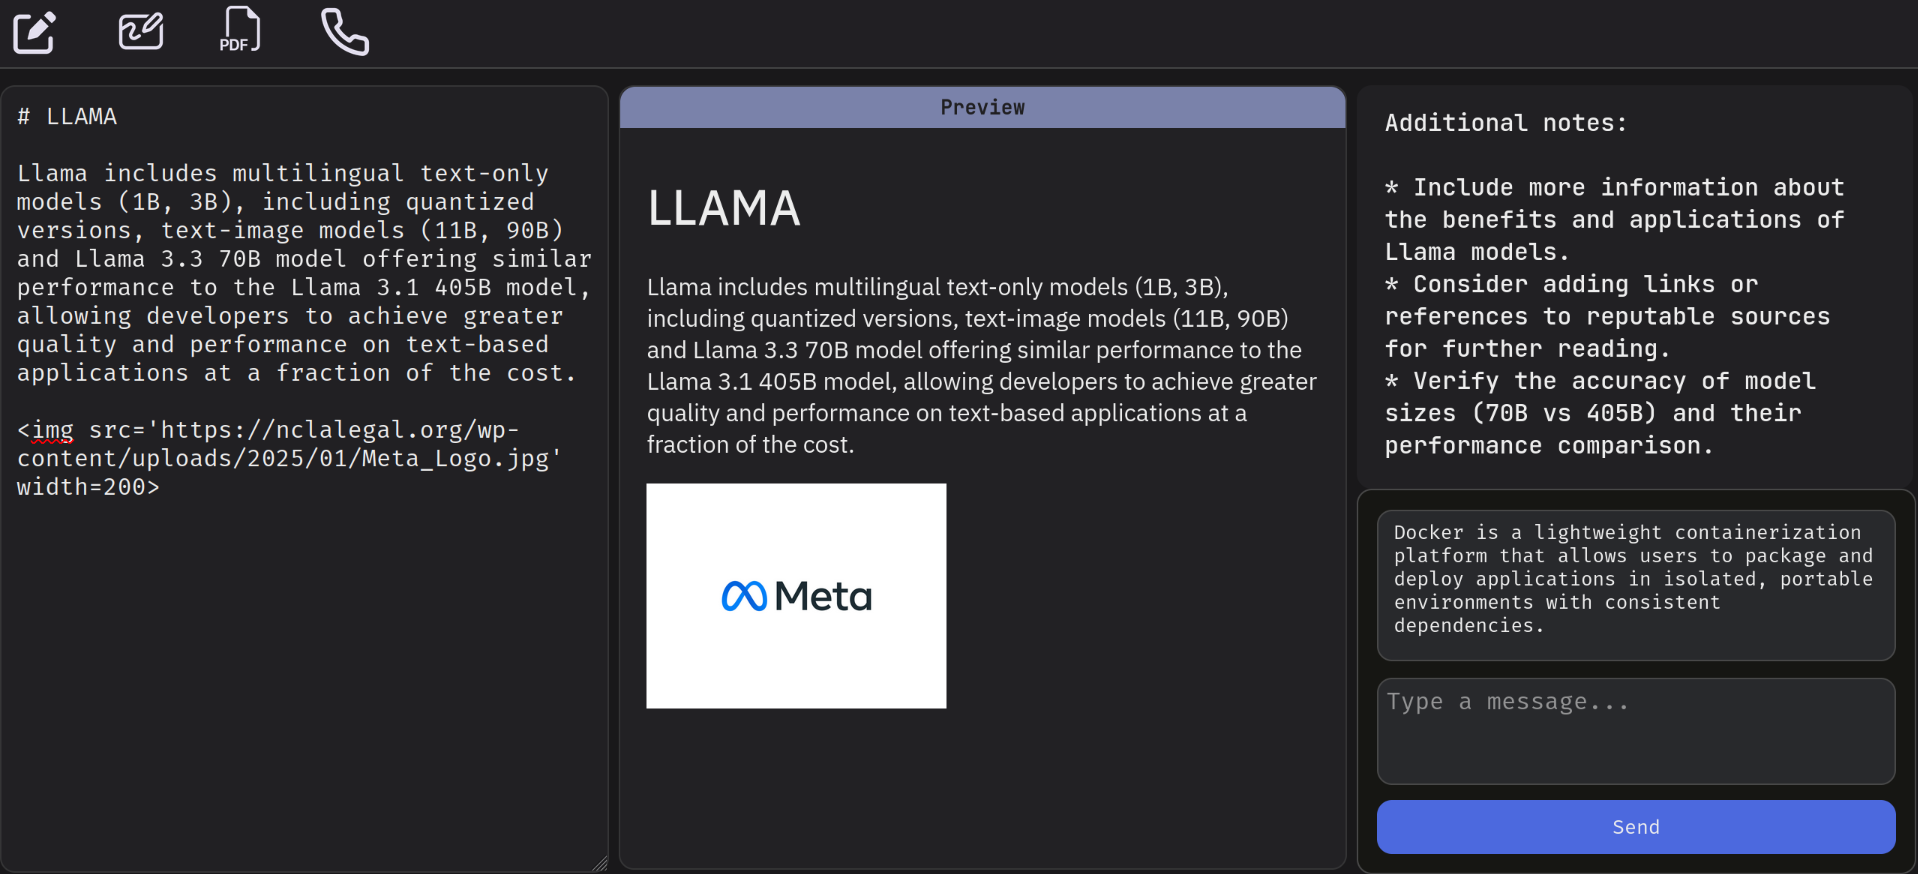 PDF
# LLAMA
Llama includes multilingual text-only
models (1B, 3B), including quantized
versions, text-image models (11B, 90B)
and Llama 3.3 70B model offering similar
performance to the Llama 3.1 405B model,
allowing developers to achieve greater
quality and performance on text-based
applications at a fraction of the cost.
<img src='https://nclalegal.org/wp-
content/uploads/2025/01/Meta_Logo.jpg'
width=200>
Preview
LLAMA
Llama includes multilingual text-only models (1B, 3B),
including quantized versions, text-image models (11B, 90B)
and Llama 3.3 70B model offering similar performance to the
Llama 3.1 405B model, allowing developers to achieve greater
quality and performance on text-based applications at a
fraction of the cost.
Meta
Additional notes:
* Include more information about
the benefits and applications of
Llama models.
* Consider adding links or
references to reputable sources
for further reading.
* Verify the accuracy of model
sizes (70B vs 405B) and their
performance comparison.
Docker is a lightweight containerization
platform that allows users to package and
deploy applications in isolated, portable
environments with consistent
dependencies.
Type a message...
Send